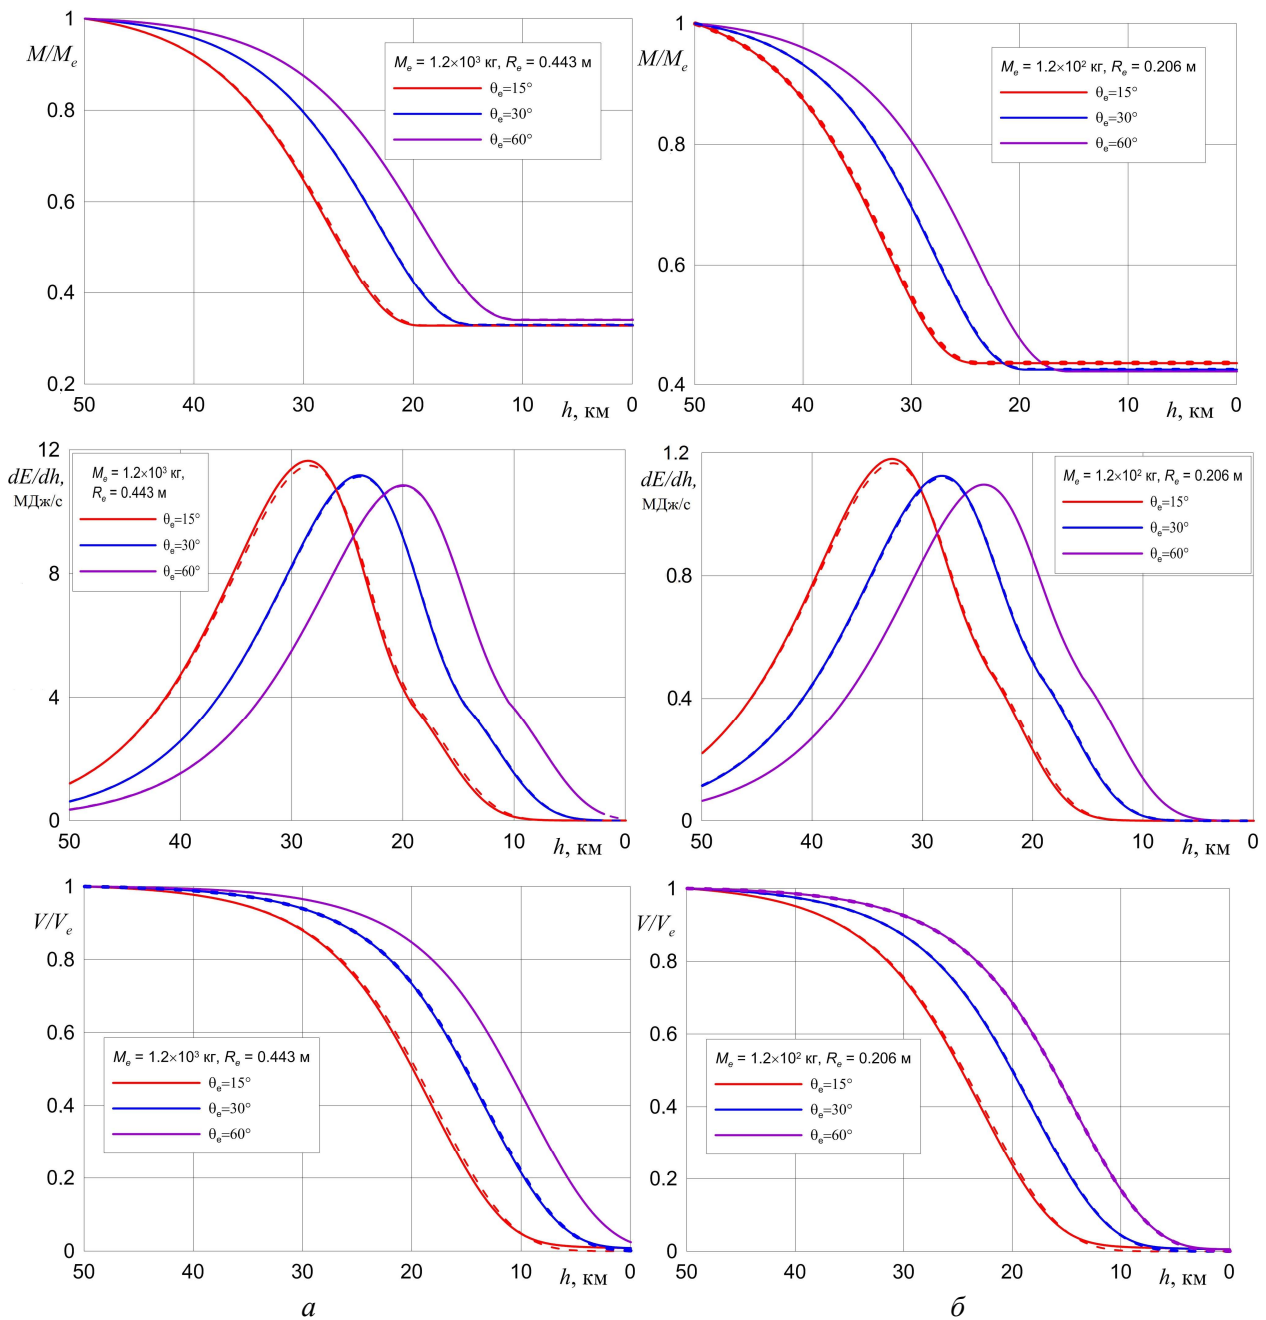 1
M/Mₑ
0.8
0.6
0.4
0.2
50
40
30
20
10
0
h, км
Mₑ = 1.2×10³ кг, Rₑ = 0.443 м
θₑ=15°
θₑ=30°
θₑ=60°
1
M/Mₑ
0.8
0.6
0.4
50
40
30
20
10
0
h, км
Mₑ = 1.2×10² кг, Rₑ = 0.206 м
θₑ=15°
θₑ=30°
θₑ=60°
12
dE/dh,
МДж/с
8
4
0
50
40
30
20
10
0
h, км
Mₑ = 1.2×10³ кг,
Rₑ = 0.443 м
θₑ=15°
θₑ=30°
θₑ=60°
1.2
dE/dh,
МДж/с
0.8
0.4
0
50
40
30
20
10
0
h, км
Mₑ = 1.2×10² кг, Rₑ = 0.206 м
θₑ=15°
θₑ=30°
θₑ=60°
1
V/Vₑ
0.8
0.6
0.4
0.2
0
50
40
30
20
10
0
h, км
Mₑ = 1.2×10³ кг, Rₑ = 0.443 м
θₑ=15°
θₑ=30°
θₑ=60°
а
1
V/Vₑ
0.8
0.6
0.4
0.2
0
50
40
30
20
10
0
h, км
Mₑ = 1.2×10² кг, Rₑ = 0.206 м
θₑ=15°
θₑ=30°
θₑ=60°
б